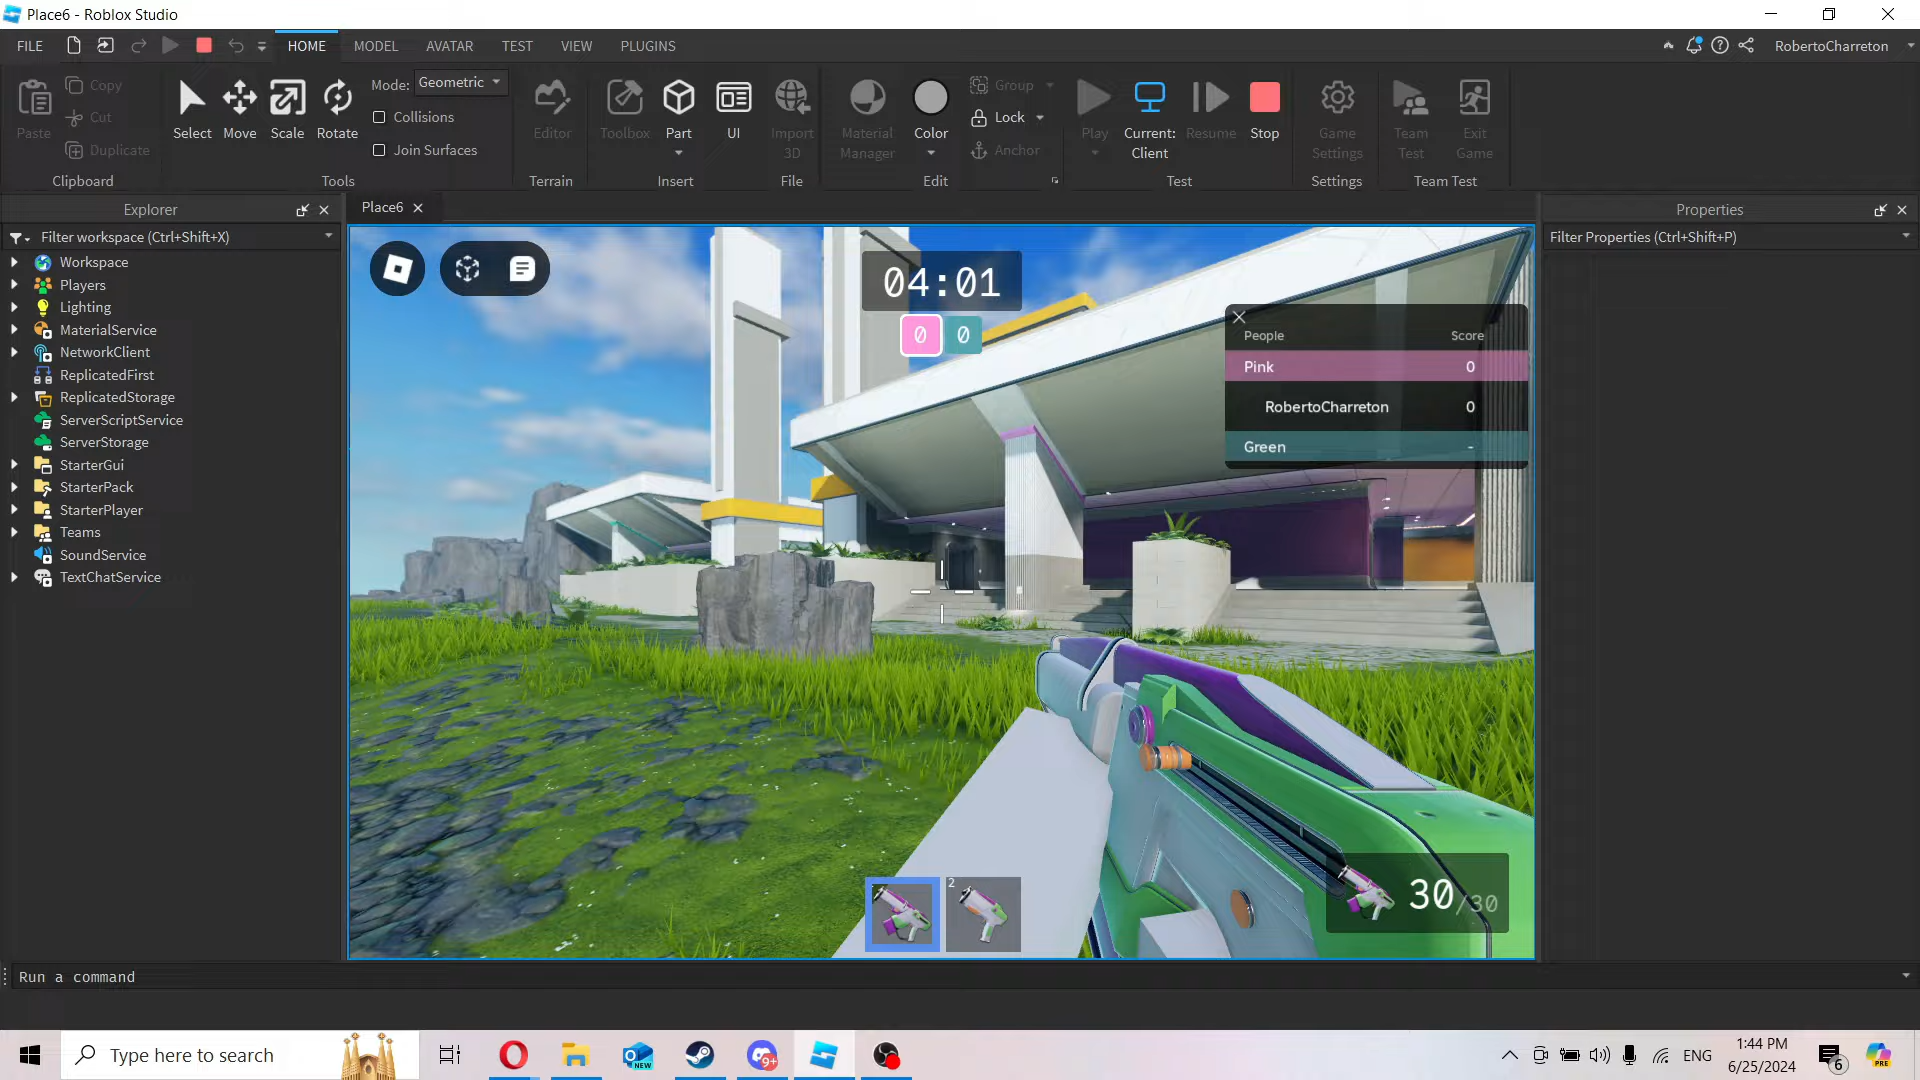 Place6 - Roblox Studio
FILE HOME MODEL AVATAR TEST VIEW PLUGINS RobertoCharreton
Paste
Copy
Cut
Duplicate
Clipboard
Select Move Scale Rotate
Mode: Geometric
Collisions
Join Surfaces
Tools
Editor
Terrain
Toolbox Part UI
Insert
Import
3D
File
Material
Manager
Color
Group
Lock
Anchor
Edit
Play
Current:
Client
Resume
Stop
Test
Game
Settings
Settings
Team
Test
Exit
Game
Team Test
Explorer
Filter workspace (Ctrl+Shift+X)
Workspace
Players
Lighting
MaterialService
NetworkClient
ReplicatedFirst
ReplicatedStorage
ServerScriptService
ServerStorage
StarterGui
StarterPack
StarterPlayer
Teams
SoundService
TextChatService
Place6
04:01
0 0
People Score
Pink 0
RobertoCharreton 0
Green -
2
30/30
Properties
Filter Properties (Ctrl+Shift+P)
Run a command
Type here to search
NEW
9+
ENG
1:44 PM
6/25/2024
6
PRE